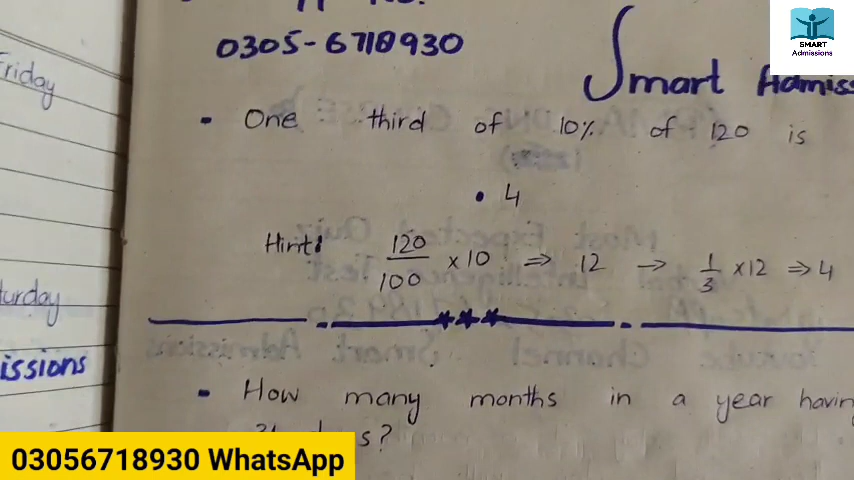 0305-6718930
SMART
Admissions
Smart Admiss
Friday
• One third of 10% of 120 is
• 4
Hint: 120/100 × 10 ⇒ 12 → 1/3 × 12 ⇒ 4
turday
issions
• How many months in a year havin
s?
03056718930 WhatsApp